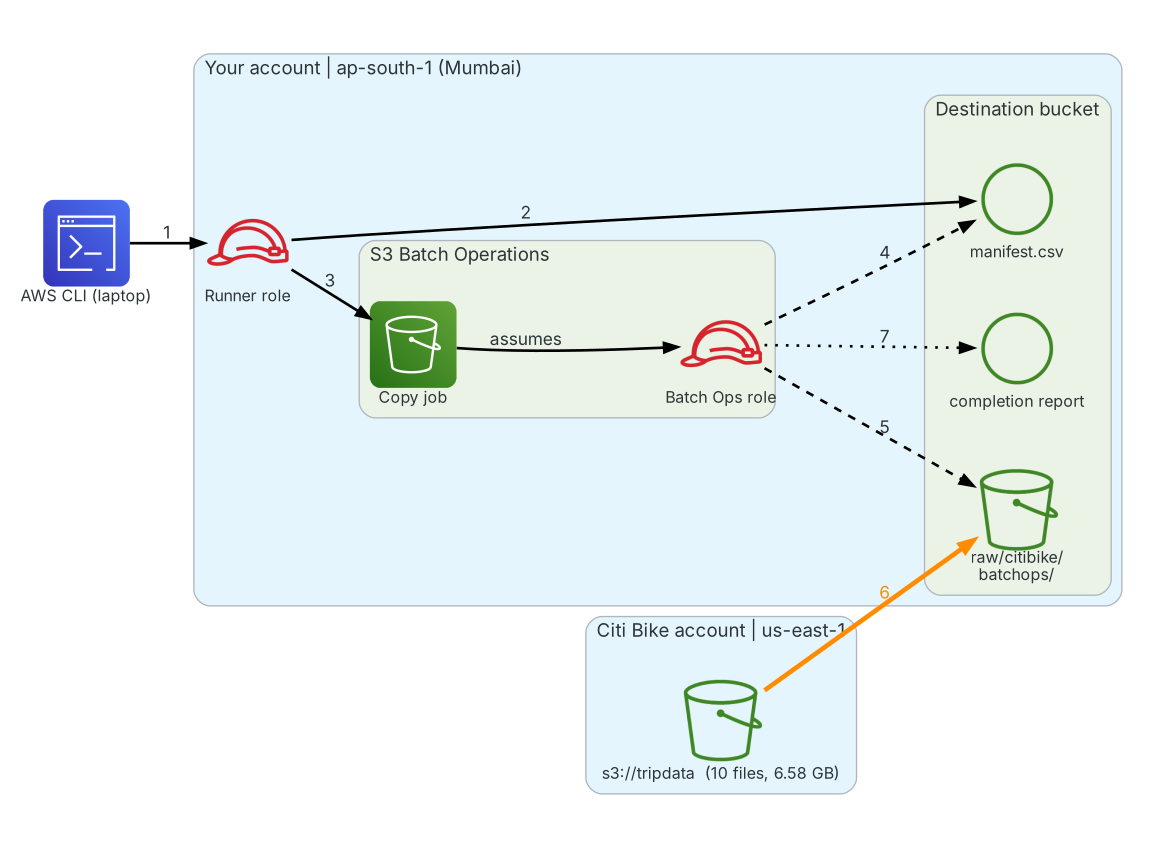 Your account | ap-south-1 (Mumbai)
Destination bucket
1
2
AWS CLI (laptop)
Runner role
3
S3 Batch Operations
4
manifest.csv
assumes
7
Copy job
Batch Ops role
completion report
5
raw/citibike/
batchops/
6
Citi Bike account | us-east-1
s3://tripdata (10 files, 6.58 GB)